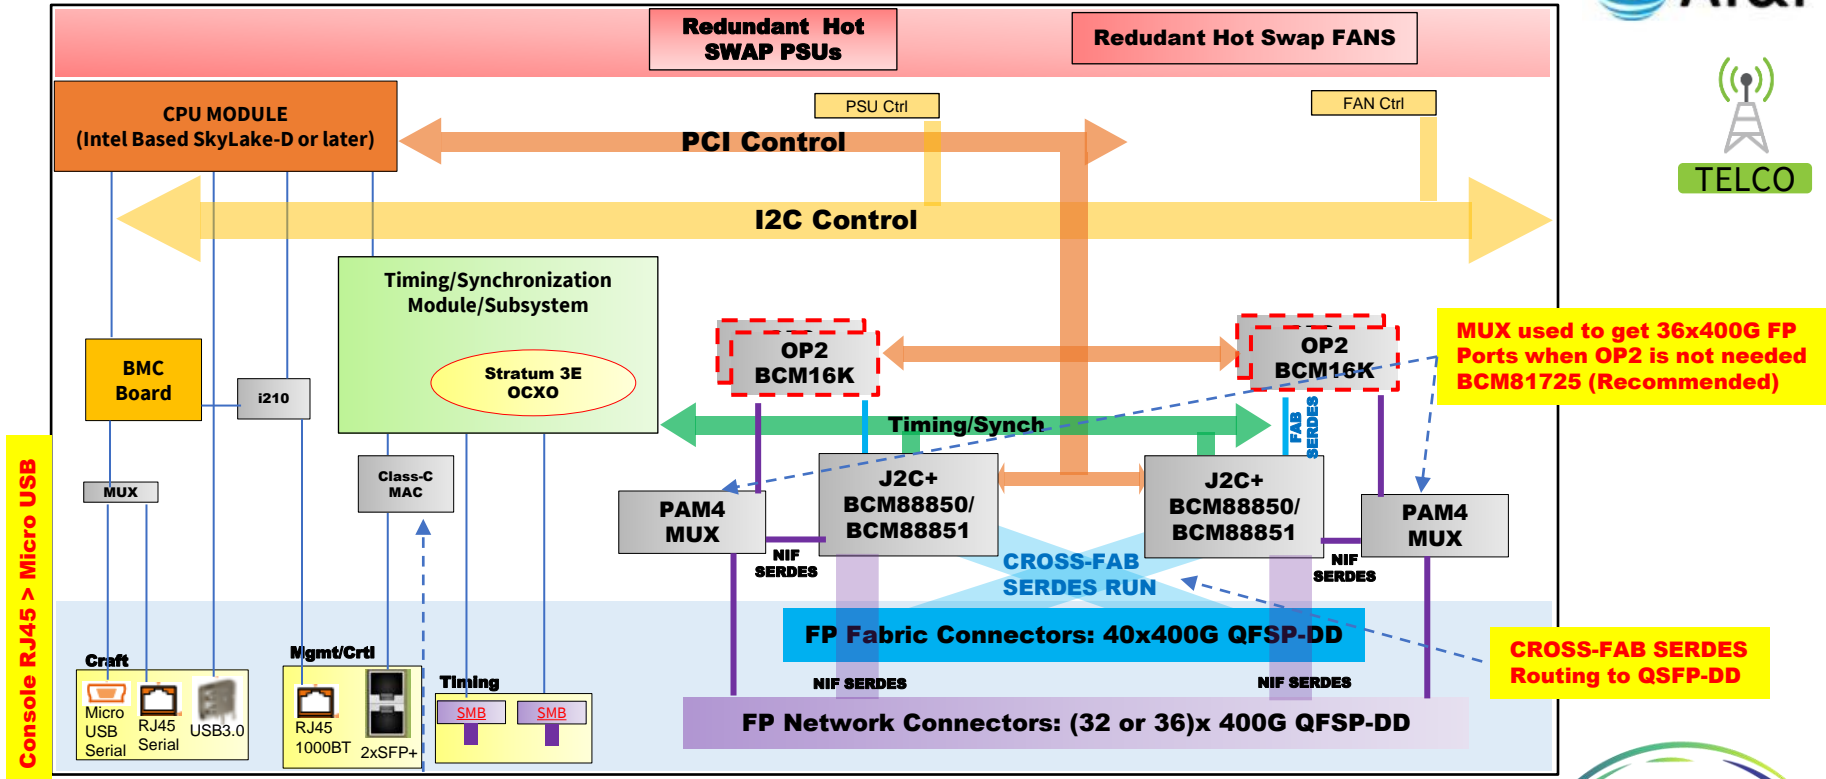 AT&T
Redundant Hot
SWAP PSUs
Redudant Hot Swap FANS
CPU MODULE
(Intel Based SkyLake-D or later)
PSU Ctrl
FAN Ctrl
PCI Control
TELCO
I2C Control
Timing/Synchronization
Module/Subsystem
Stratum 3E
OCXO
BMC
Board
i210
OP2
BCM16K
OP2
BCM16K
MUX used to get 36x400G FP
Ports when OP2 is not needed
BCM81725 (Recommended)
Timing/Synch
FAB
SERDES
Console RJ45 > Micro USB
MUX
Class-C
MAC
PAM4
MUX
J2C+
BCM88850/
BCM88851
J2C+
BCM88850/
BCM88851
PAM4
MUX
NIF
SERDES
NIF
SERDES
CROSS-FAB
SERDES RUN
FP Fabric Connectors: 40x400G QFSP-DD
CROSS-FAB SERDES
Routing to QSFP-DD
Craft
Mgmt/Crtl
Timing
NIF SERDES
NIF SERDES
Micro
USB
Serial
RJ45
Serial
USB3.0
RJ45
1000BT
2xSFP+
SMB
SMB
FP Network Connectors: (32 or 36)x 400G QFSP-DD